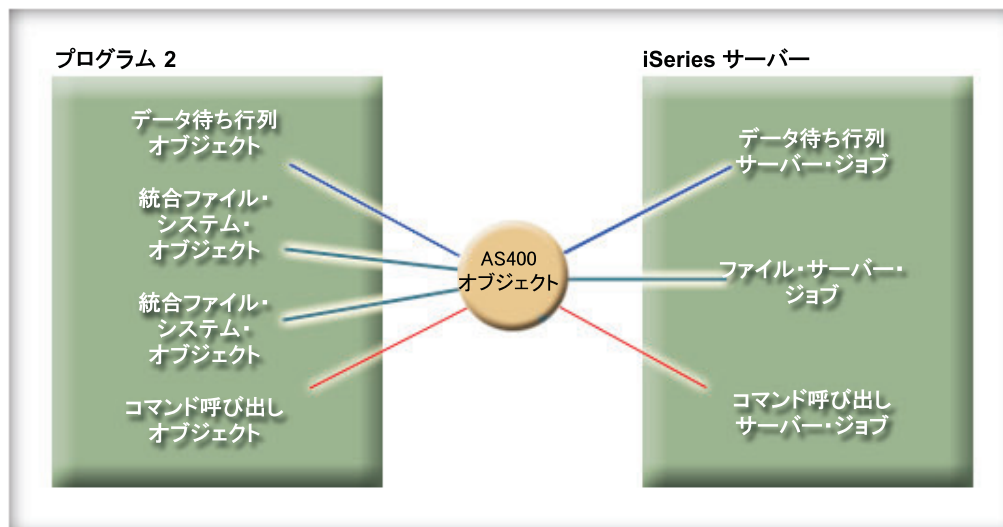 プログラム 2
データ待ち行列
オブジェクト
統合ファイル・
システム・
オブジェクト
統合ファイル・
システム・
オブジェクト
コマンド呼び出し
オブジェクト
AS400
オブジェクト
iSeries サーバー
データ待ち行列
サーバー・ジョブ
ファイル・サーバー・
ジョブ
コマンド呼び出し
サーバー・ジョブ